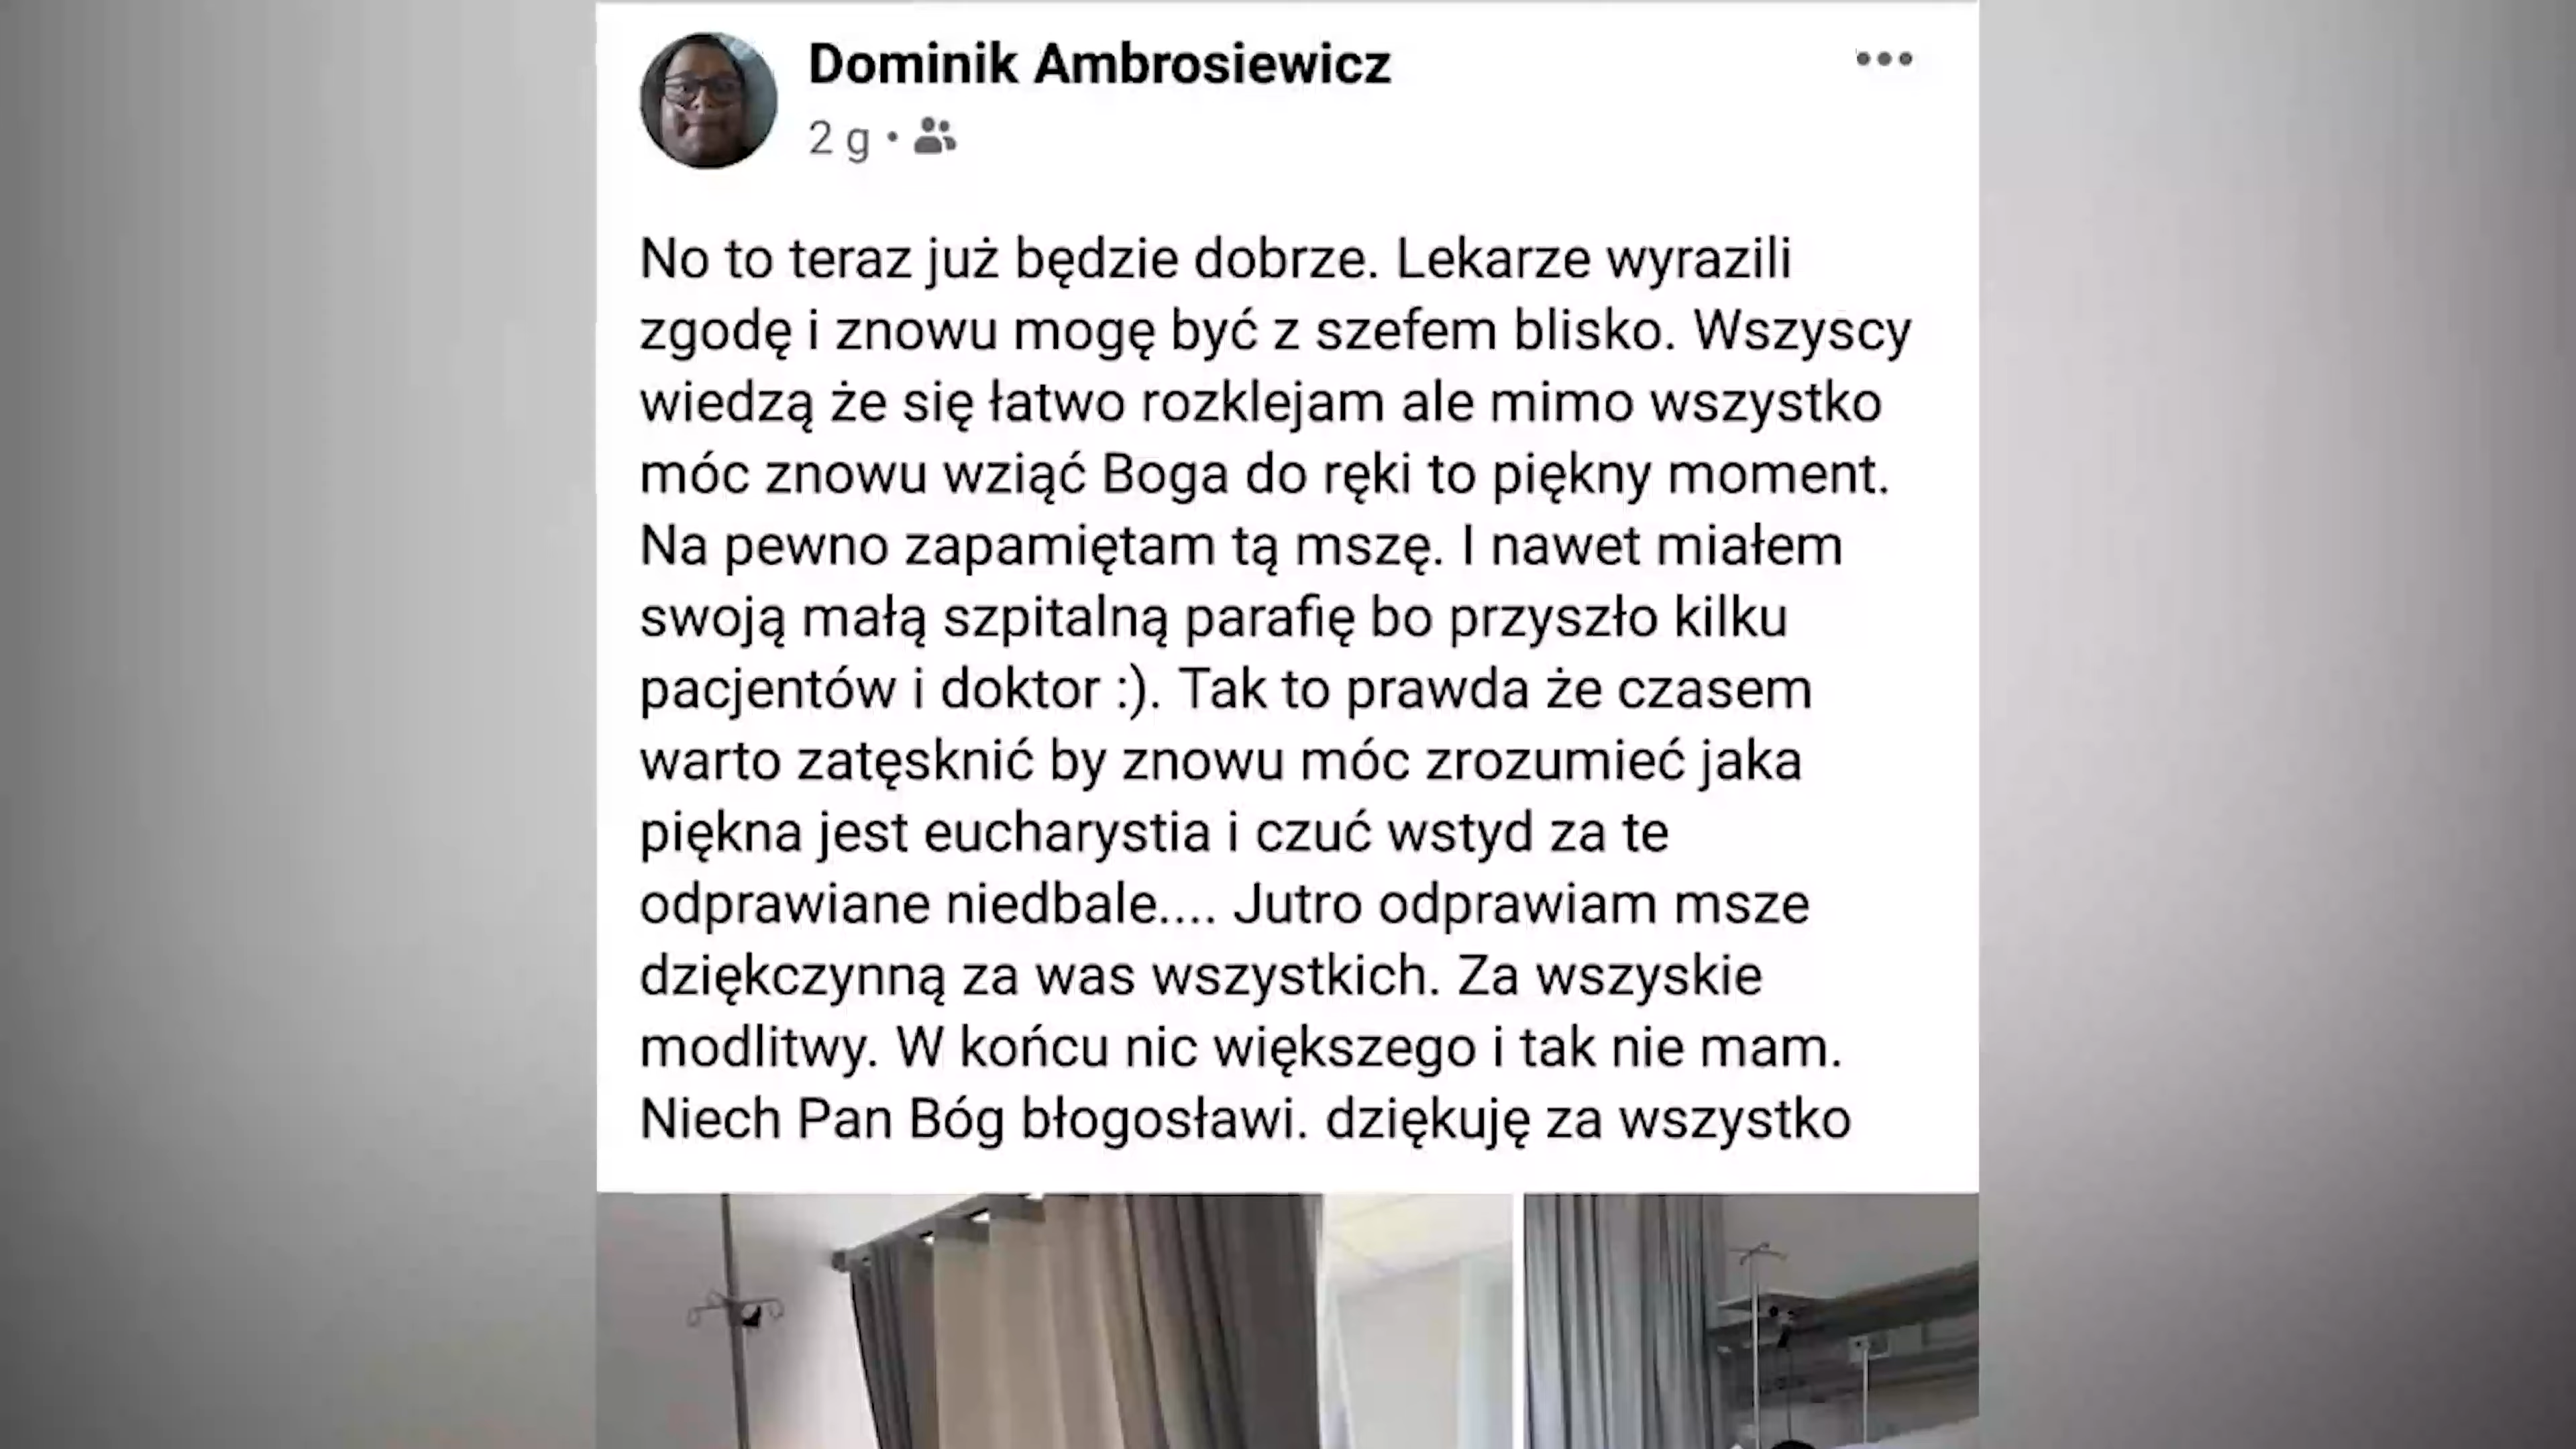 Dominik Ambrosiewicz
2 g •
No to teraz już będzie dobrze. Lekarze wyrazili
zgodę i znowu mogę być z szefem blisko. Wszyscy
wiedzą że się łatwo rozklejam ale mimo wszystko
móc znowu wziąć Boga do ręki to piękny moment.
Na pewno zapamiętam tą mszę. I nawet miałem
swoją małą szpitalną parafię bo przyszło kilku
pacjentów i doktor :). Tak to prawda że czasem
warto zatęsknić by znowu móc zrozumieć jaka
piękna jest eucharystia i czuć wstyd za te
odprawiane niedbale.... Jutro odprawiam msze
dziękczynną za was wszystkich. Za wszyskie
modlitwy. W końcu nic większego i tak nie mam.
Niech Pan Bóg błogosławi. dziękuję za wszystko